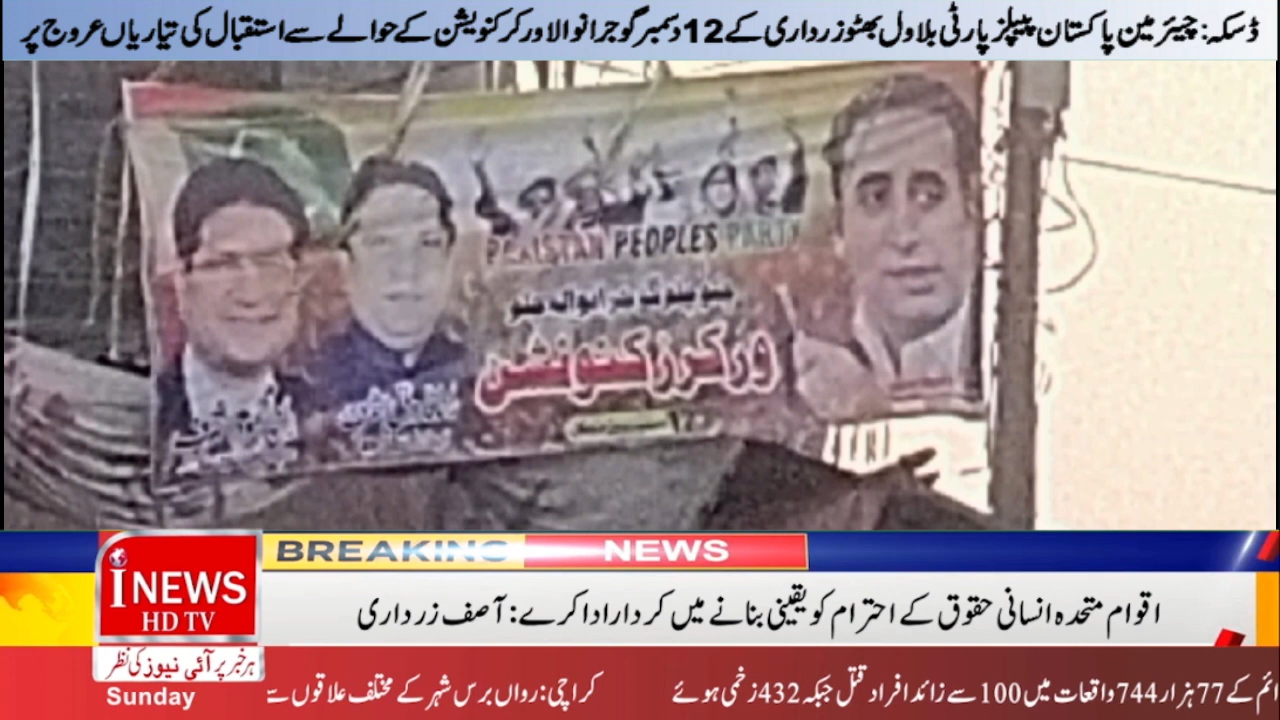 ڈسکہ: چیئرمین پاکستان پیپلز پارٹی بلاول بھٹو زرداری کے 12 دسمبر گوجرانوالا ورکر کنویشن کے حوالے سے استقبال کی تیاریاں عروج پر
PAKISTAN PEOPLES PARTY
ورکرز کنونشن
BREAKING NEWS
i NEWS
HD TV
اقوام متحدہ انسانی حقوق کے احترام کو یقینی بنانے میں کردار ادا کرے: آصف زرداری
ہر خبر پر آئی نیوز کی نظر
Sunday
ائم کے 77 ہزار 744 واقعات میں 100 سے زائد افراد قتل جبکہ 432 زخمی ہوئے
کراچی: رواں برس شہر کے مختلف علاقوں سے